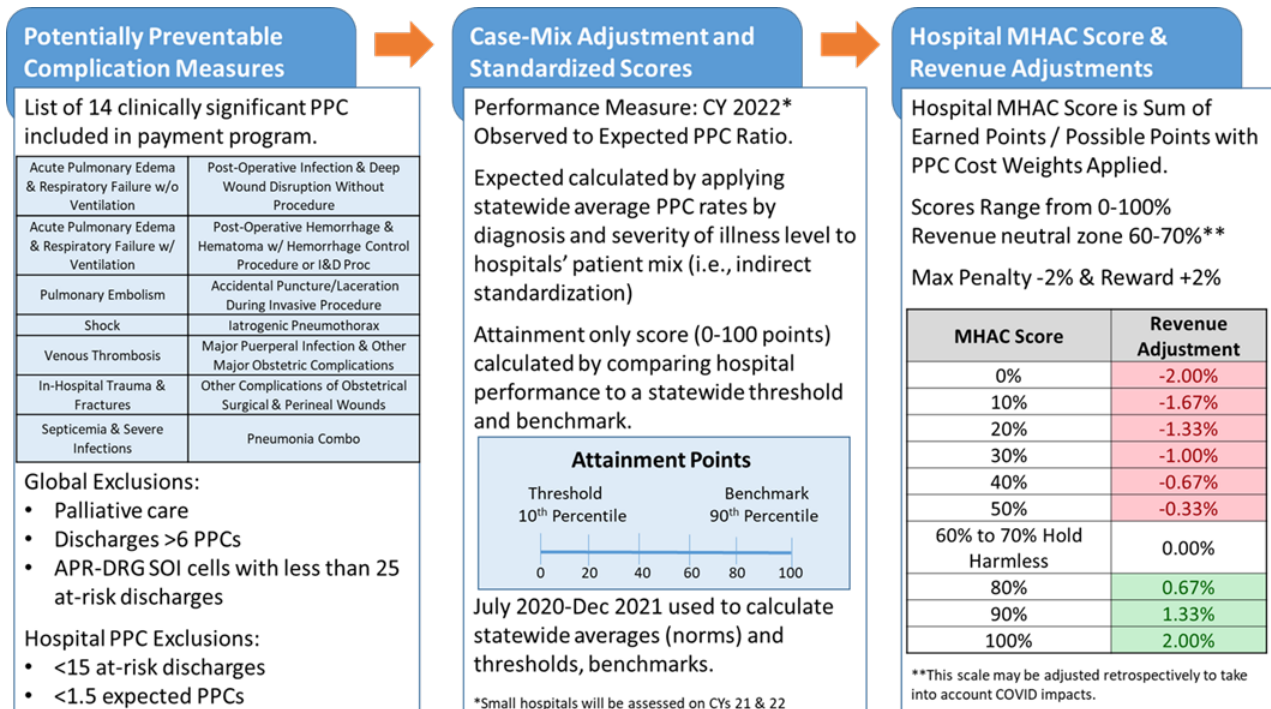 Potentially Preventable
Complication Measures
List of 14 clinically significant PPC
included in payment program.
Acute Pulmonary Edema
& Respiratory Failure w/o
Ventilation
Post-Operative Infection & Deep
Wound Disruption Without
Procedure
Acute Pulmonary Edema
& Respiratory Failure w/
Ventilation
Post-Operative Hemorrhage &
Hematoma w/ Hemorrhage Control
Procedure or I&D Proc
Pulmonary Embolism
Accidental Puncture/Laceration
During Invasive Procedure
Shock
Iatrogenic Pneumothorax
Venous Thrombosis
Major Puerperal Infection & Other
Major Obstetric Complications
In-Hospital Trauma &
Fractures
Other Complications of Obstetrical
Surgical & Perineal Wounds
Septicemia & Severe
Infections
Pneumonia Combo
Global Exclusions:
• Palliative care
• Discharges >6 PPCs
• APR-DRG SOI cells with less than 25
at-risk discharges
Hospital PPC Exclusions:
• <15 at-risk discharges
• <1.5 expected PPCs
Case-Mix Adjustment and
Standardized Scores
Performance Measure: CY 2022*
Observed to Expected PPC Ratio.
Expected calculated by applying
statewide average PPC rates by
diagnosis and severity of illness level to
hospitals' patient mix (i.e., indirect
standardization)
Attainment only score (0-100 points)
calculated by comparing hospital
performance to a statewide threshold
and benchmark.
Attainment Points
Threshold
10th Percentile
Benchmark
90th Percentile
0 20 40 60 80 100
July 2020-Dec 2021 used to calculate
statewide averages (norms) and
thresholds, benchmarks.
*Small hospitals will be assessed on CYs 21 & 22
Hospital MHAC Score &
Revenue Adjustments
Hospital MHAC Score is Sum of
Earned Points / Possible Points with
PPC Cost Weights Applied.
Scores Range from 0-100%
Revenue neutral zone 60-70%**
Max Penalty -2% & Reward +2%
MHAC Score
Revenue
Adjustment
0% -2.00%
10% -1.67%
20% -1.33%
30% -1.00%
40% -0.67%
50% -0.33%
60% to 70% Hold
Harmless
0.00%
80% 0.67%
90% 1.33%
100% 2.00%
**This scale may be adjusted retrospectively to take
into account COVID impacts.